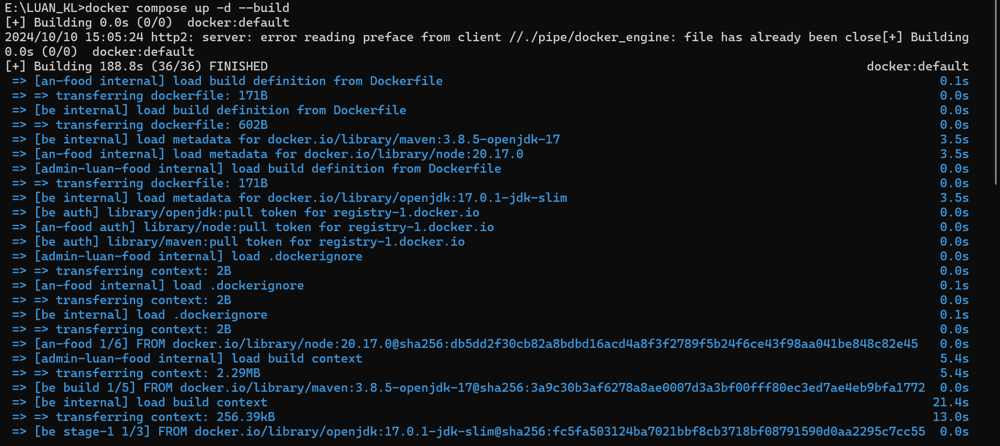 E:\LUAN_KL>docker compose up -d --build
[+] Building 0.0s (0/0)  docker:default
2024/10/10 15:05:24 http2: server: error reading preface from client //./pipe/docker_engine: file has already been close[+] Building
0.0s (0/0)  docker:default
[+] Building 188.8s (36/36) FINISHED docker:default
=> [an-food internal] load build definition from Dockerfile 0.1s
=> => transferring dockerfile: 171B 0.0s
=> [be internal] load build definition from Dockerfile 0.0s
=> => transferring dockerfile: 602B 0.0s
=> [be internal] load metadata for docker.io/library/maven:3.8.5-openjdk-17 3.5s
=> [an-food internal] load metadata for docker.io/library/node:20.17.0 3.5s
=> [admin-luan-food internal] load build definition from Dockerfile 0.0s
=> => transferring dockerfile: 171B 0.0s
=> [be internal] load metadata for docker.io/library/openjdk:17.0.1-jdk-slim 3.5s
=> [be auth] library/openjdk:pull token for registry-1.docker.io 0.0s
=> [an-food auth] library/node:pull token for registry-1.docker.io 0.0s
=> [be auth] library/maven:pull token for registry-1.docker.io 0.0s
=> [admin-luan-food internal] load .dockerignore 0.0s
=> => transferring context: 2B 0.0s
=> [an-food internal] load .dockerignore 0.1s
=> => transferring context: 2B 0.0s
=> [be internal] load .dockerignore 0.1s
=> => transferring context: 2B 0.0s
=> [an-food 1/6] FROM docker.io/library/node:20.17.0@sha256:db5dd2f30cb82a8bdbd16acd4a8f3f2789f5b24f6ce43f98aa041be848c82e45 0.0s
=> [admin-luan-food internal] load build context 5.4s
=> => transferring context: 2.29MB 5.4s
=> [be build 1/5] FROM docker.io/library/maven:3.8.5-openjdk-17@sha256:3a9c30b3af6278a8ae0007d3a3bf00fff80ec3ed7ae4eb9bfa1772 0.0s
=> [be internal] load build context 21.4s
=> => transferring context: 256.39kB 13.0s
=> [be stage-1 1/3] FROM docker.io/library/openjdk:17.0.1-jdk-slim@sha256:fc5fa503124ba7021bbf8cb3718bf08791590d0aa2295c7cc55 0.0s